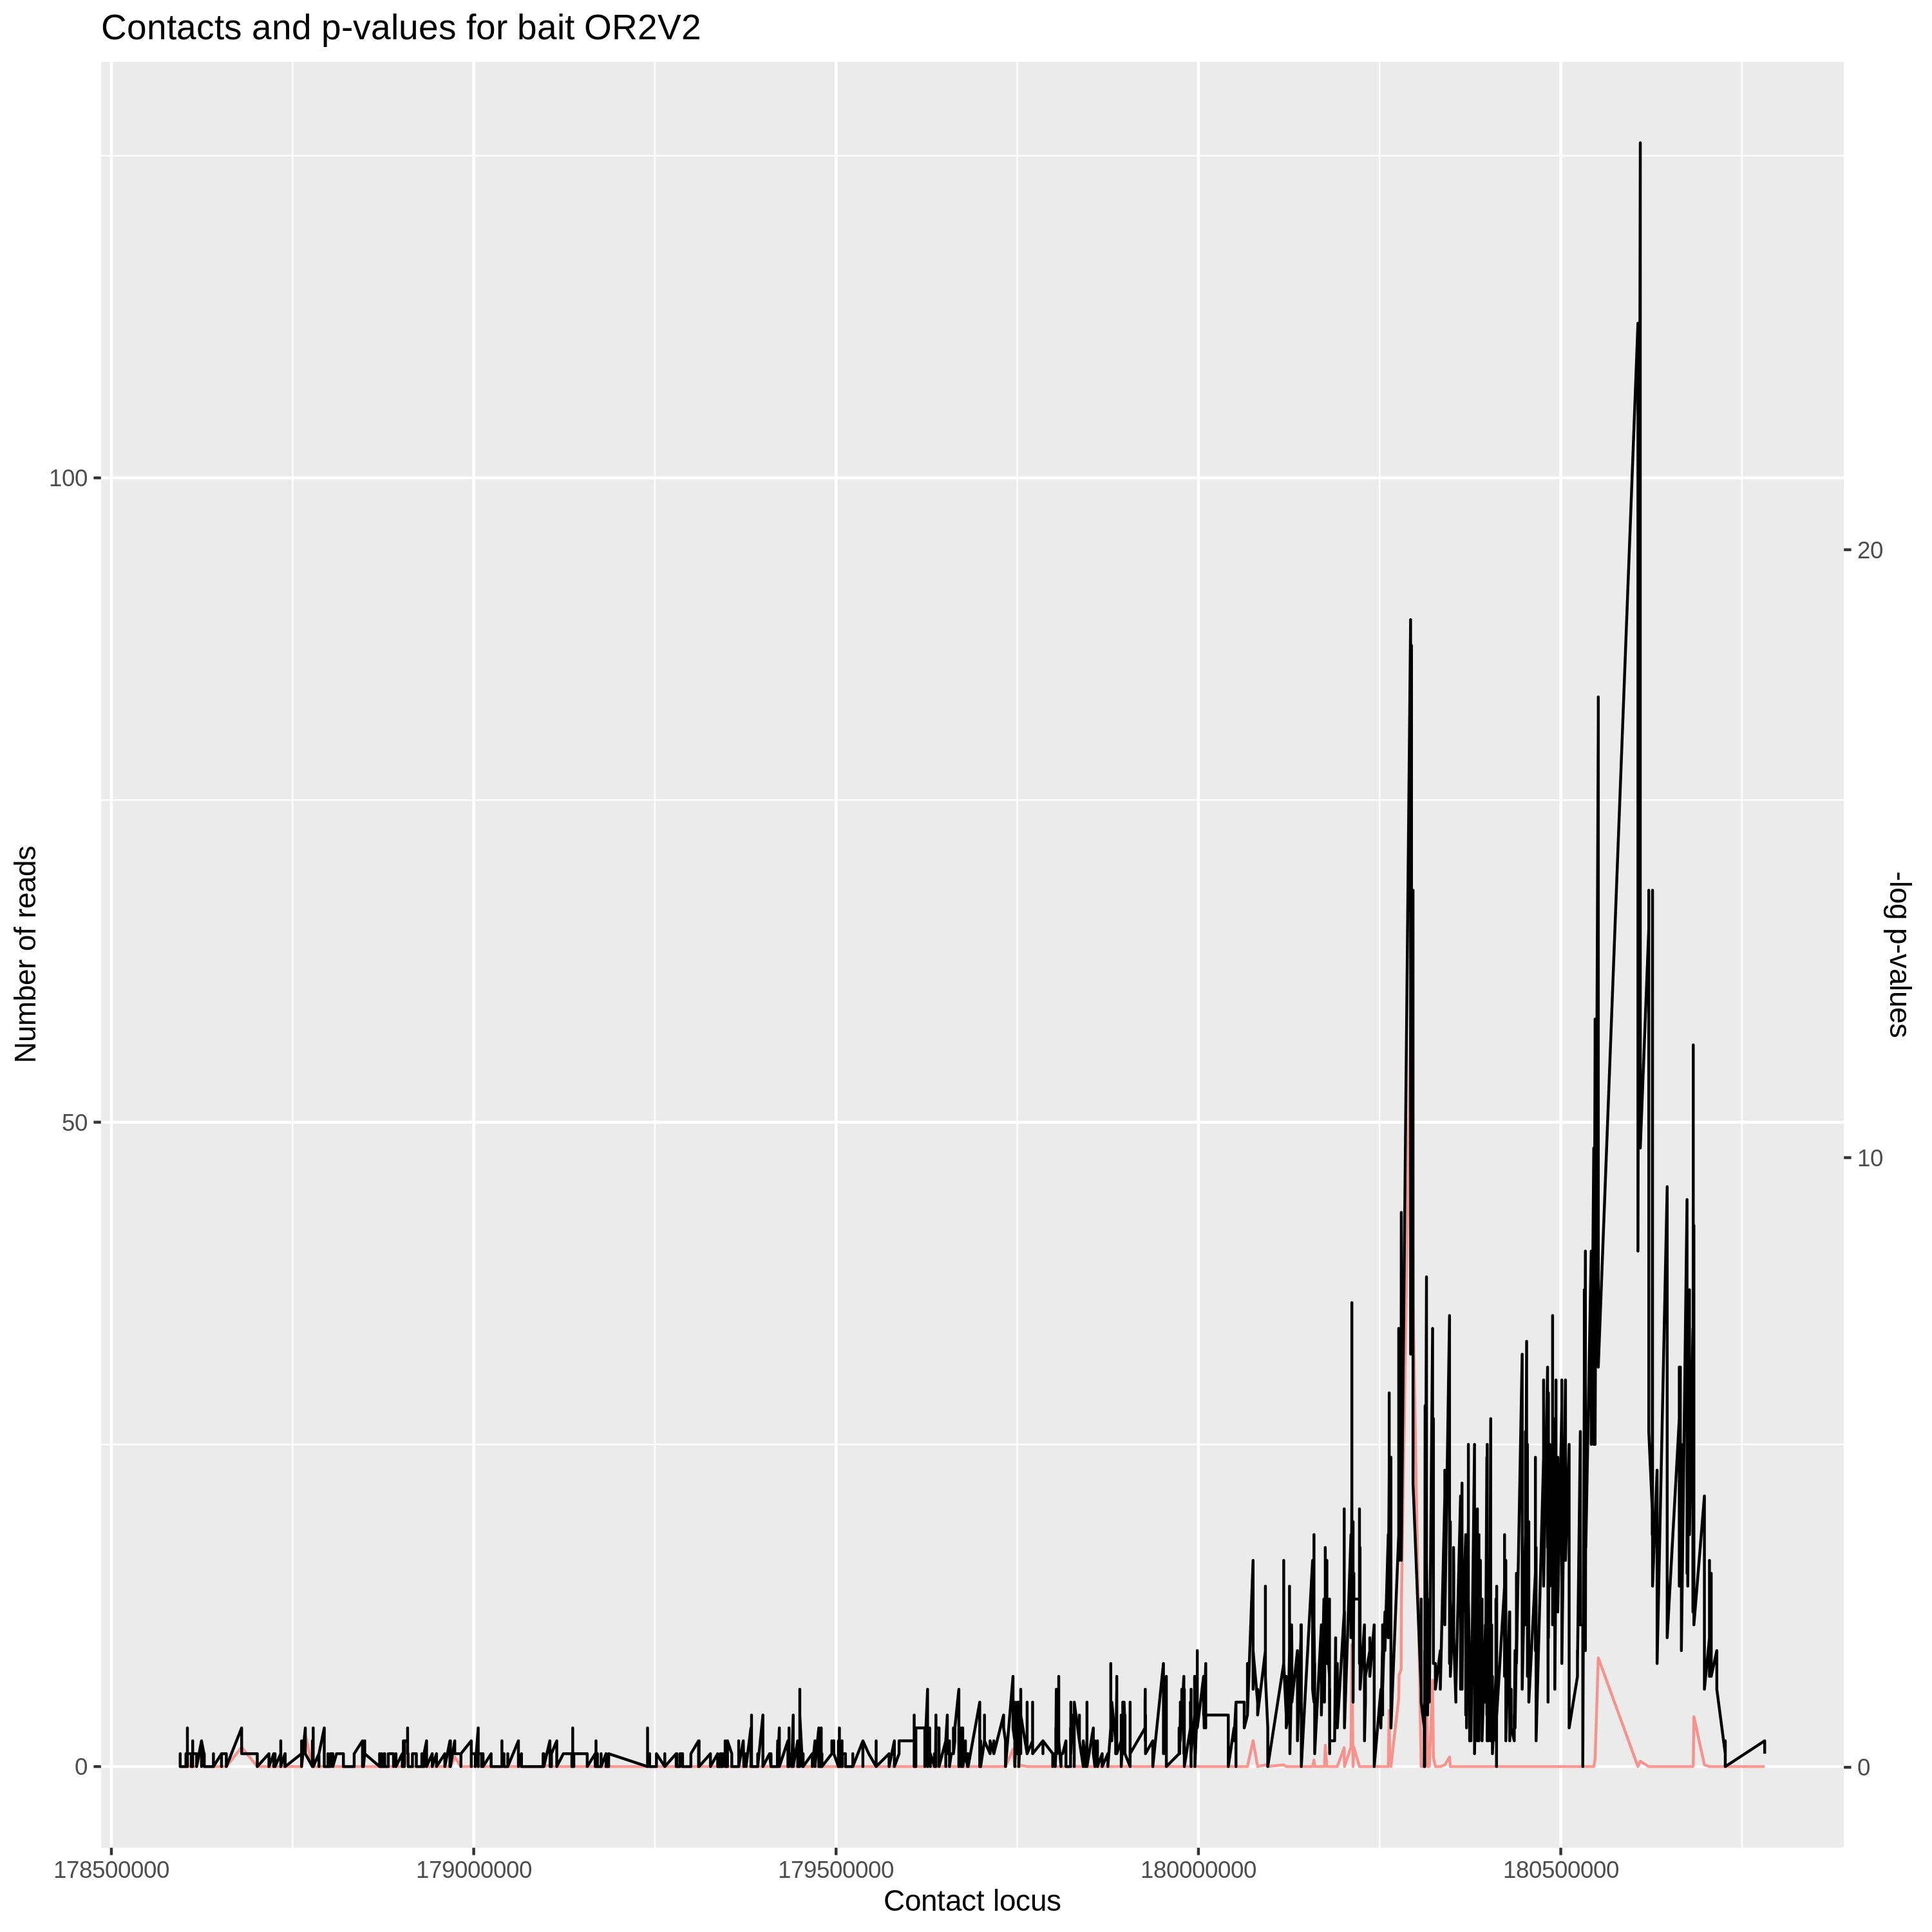 Contacts and p-values for bait OR2V2
100
50
0
Number of reads
20
10
0
-log p-values
178500000 179000000 179500000 180000000 180500000
Contact locus